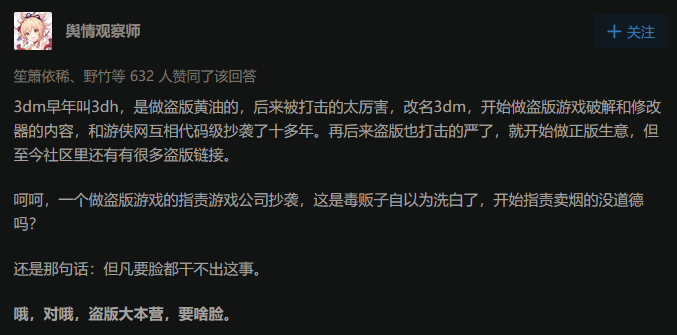 舆情观察师
+ 关注
笙簫依稀、野竹等 632 人赞同了该回答
3dm早年叫3dh，是做盗版黄油的，后来被打击的太厉害，改名3dm，开始做盗版游戏破解和修改
器的内容，和游侠网互相代码级抄袭了十多年。再后来盗版也打击的严了，就开始做正版生意，但
至今社区里还有有很多盗版链接。
呵呵，一个做盗版游戏的指责游戏公司抄袭，这是毒贩子自以为洗白了，开始指责卖烟的没道德
吗？
还是那句话：但凡要脸都干不出这事。
哦，对哦，盗版大本营，要啥脸。